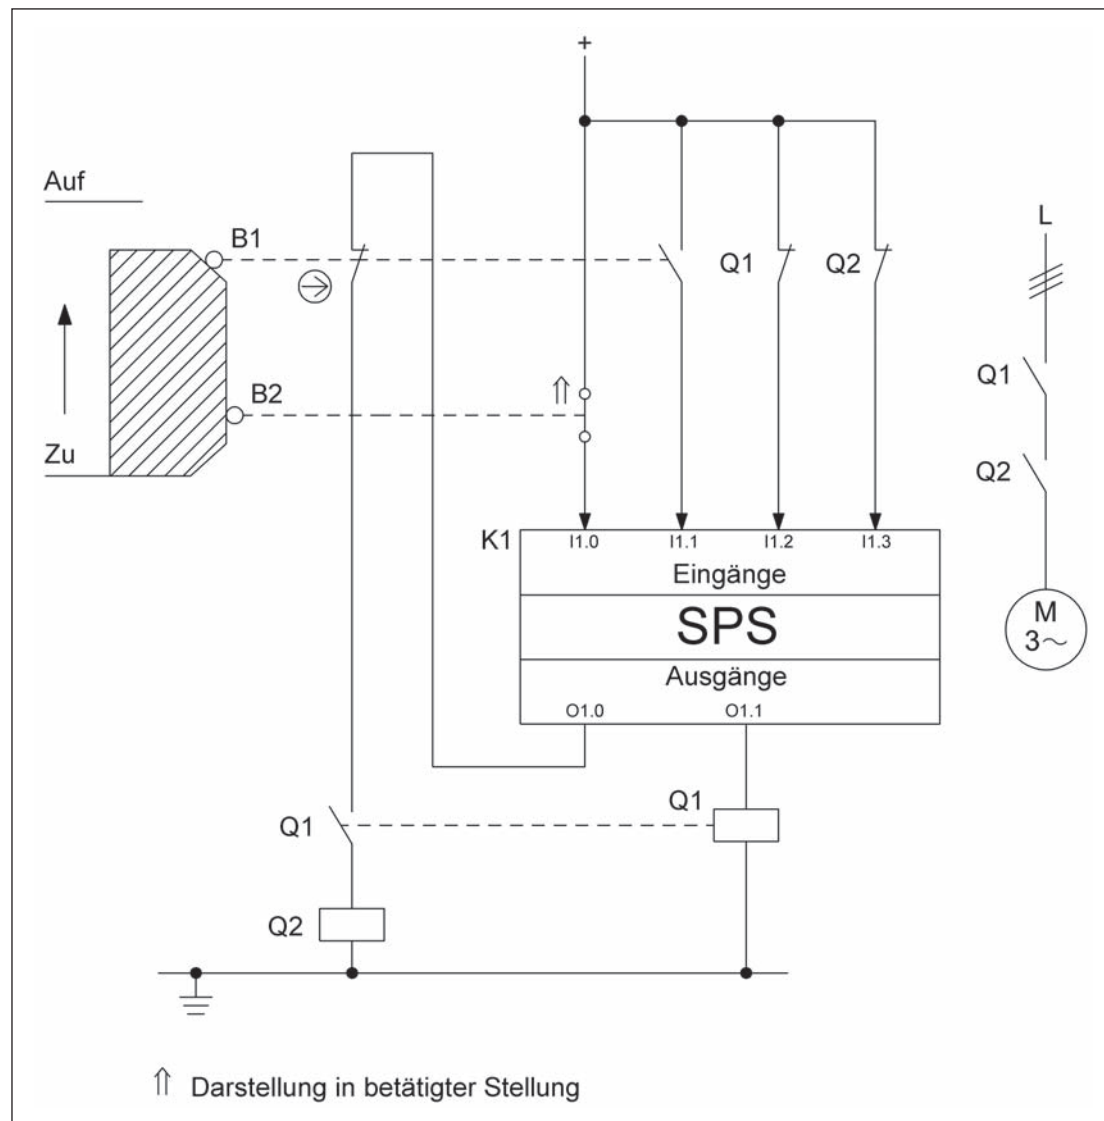 +
Auf
B1
Q1
Q2
L
B2
Q1
Zu
Q2
K1
I1.0 I1.1 I1.2 I1.3
Eingänge
SPS
M
3~
Ausgänge
O1.0 O1.1
Q1
Q1
Q2
⇑ Darstellung in betätigter Stellung